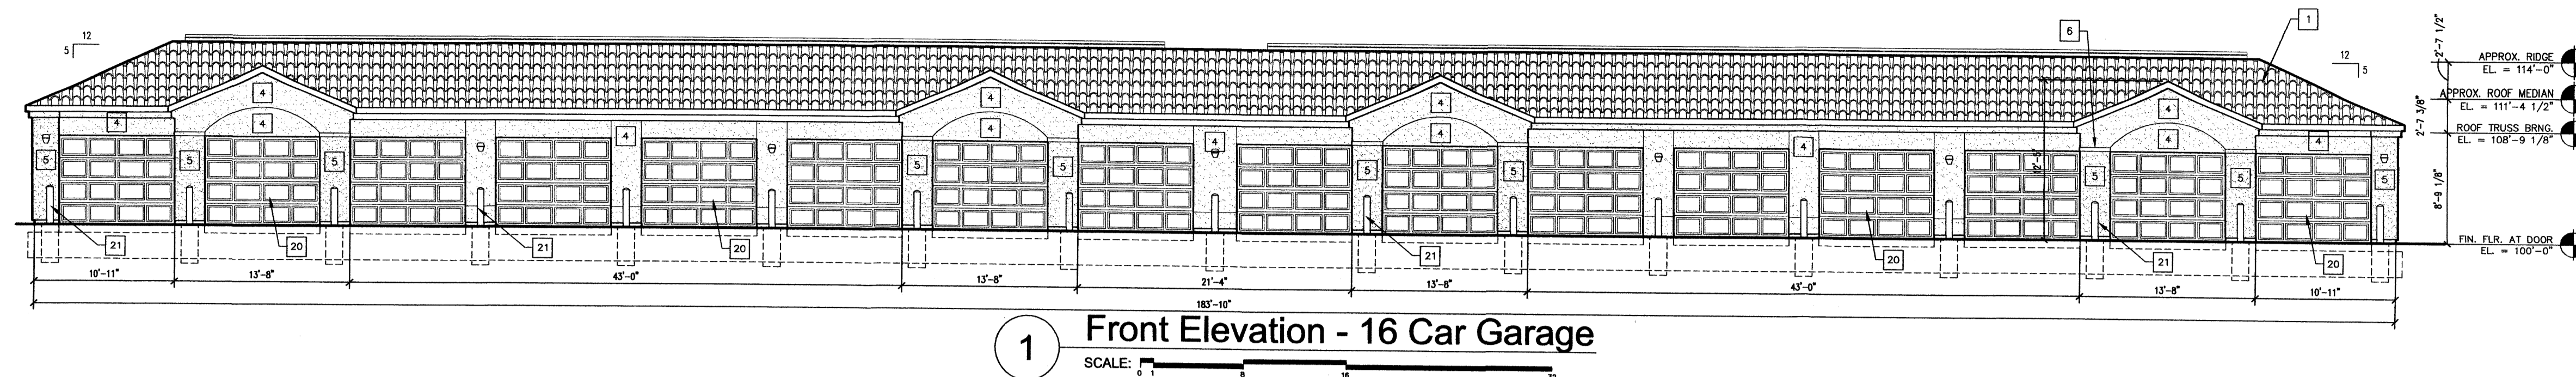 12
5
6
1
12
5
2'-7 1/2"
APPROX. RIDGE
EL. = 114'-0"
APPROX. ROOF MEDIAN
EL. = 111'-4 1/2"
2'-7 3/8"
ROOF TRUSS BRNG.
EL. = 108'-9 1/8"
8'-9 1/8"
FIN. FLR. AT DOOR
EL. = 100'-0"
4 4 4 4
4 4 4 4 4 4 4 4 4
5 5 5 5 5 5 5 5 5 5
21 20 21 20 21 20 21 20
10'-11" 13'-8" 43'-0" 13'-8" 21'-4" 13'-8" 43'-0" 13'-8" 10'-11"
183'-10"
1 Front Elevation - 16 Car Garage
SCALE: 0 1 8 16 32